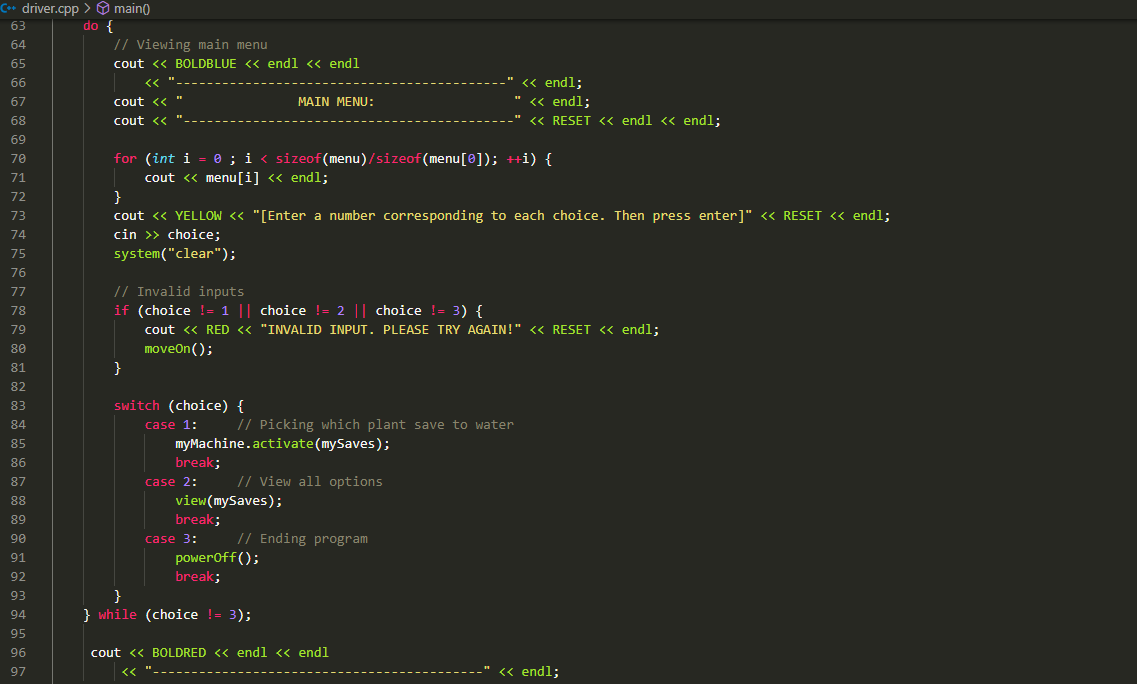 driver.cpp > main()
63 do {
64 // Viewing main menu
65 cout << BOLDBLUE << endl << endl
66 << "-------------------------------------------" << endl;
67 cout << "               MAIN MENU:                  " << endl;
68 cout << "-------------------------------------------" << RESET << endl << endl;
69
70 for (int i = 0 ; i < sizeof(menu)/sizeof(menu[0]); ++i) {
71 cout << menu[i] << endl;
72 }
73 cout << YELLOW << "[Enter a number corresponding to each choice. Then press enter]" << RESET << endl;
74 cin >> choice;
75 system("clear");
76
77 // Invalid inputs
78 if (choice != 1 || choice != 2 || choice != 3) {
79 cout << RED << "INVALID INPUT. PLEASE TRY AGAIN!" << RESET << endl;
80 moveOn();
81 }
82
83 switch (choice) {
84 case 1:     // Picking which plant save to water
85 myMachine.activate(mySaves);
86 break;
87 case 2:     // View all options
88 view(mySaves);
89 break;
90 case 3:     // Ending program
91 powerOff();
92 break;
93 }
94 } while (choice != 3);
95
96 cout << BOLDRED << endl << endl
97 << "-------------------------------------------" << endl;